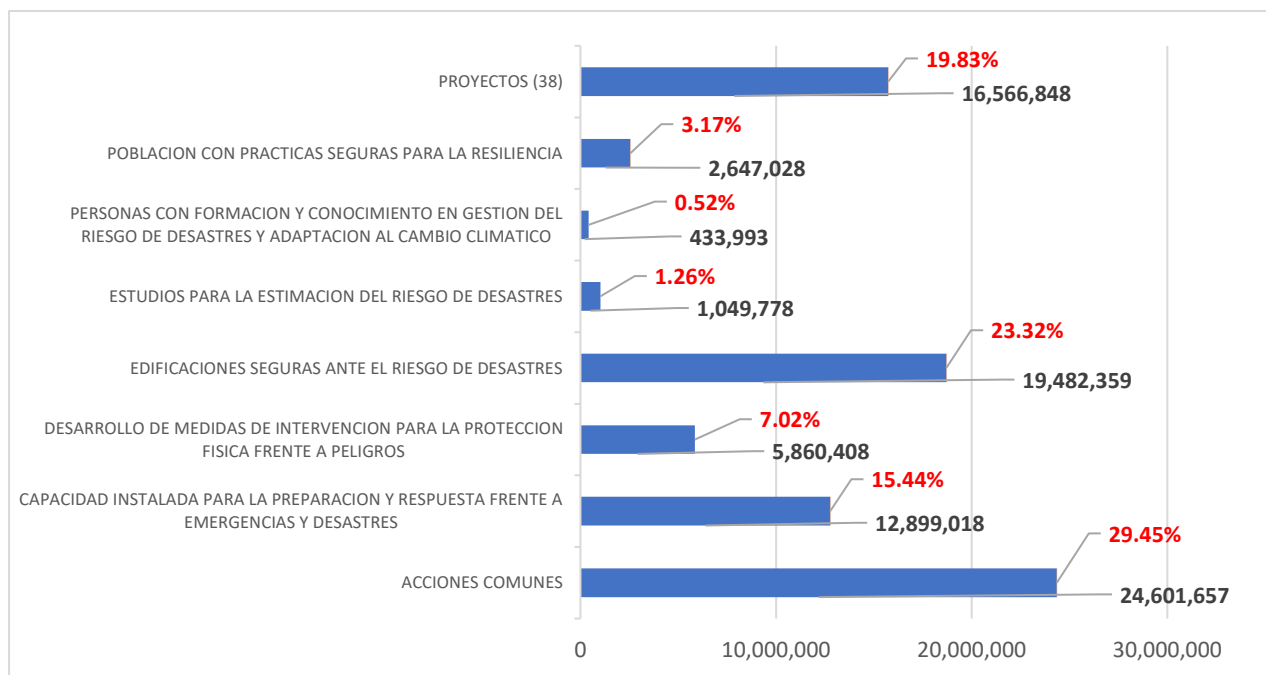 19.83%
PROYECTOS (38)
16,566,848
3.17%
POBLACION CON PRACTICAS SEGURAS PARA LA RESILIENCIA
2,647,028
0.52%
PERSONAS CON FORMACION Y CONOCIMIENTO EN GESTION DEL
RIESGO DE DESASTRES Y ADAPTACION AL CAMBIO CLIMATICO
433,993
1.26%
ESTUDIOS PARA LA ESTIMACION DEL RIESGO DE DESASTRES
1,049,778
23.32%
EDIFICACIONES SEGURAS ANTE EL RIESGO DE DESASTRES
19,482,359
7.02%
DESARROLLO DE MEDIDAS DE INTERVENCION PARA LA PROTECCION
FISICA FRENTE A PELIGROS
5,860,408
15.44%
CAPACIDAD INSTALADA PARA LA PREPARACION Y RESPUESTA FRENTE A
EMERGENCIAS Y DESASTRES
12,899,018
29.45%
ACCIONES COMUNES
24,601,657
0 10,000,000 20,000,000 30,000,000